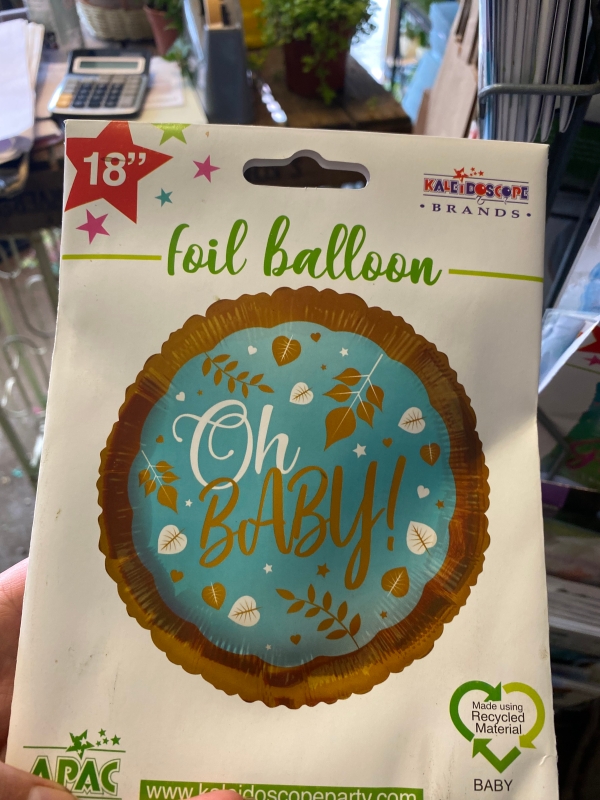 18”
KALEIDOSCOPE
• BRANDS •
foil balloon
Oh
BABY!
Made using
Recycled
Material
BABY
APAC
www.kaleidoscopeparty.com